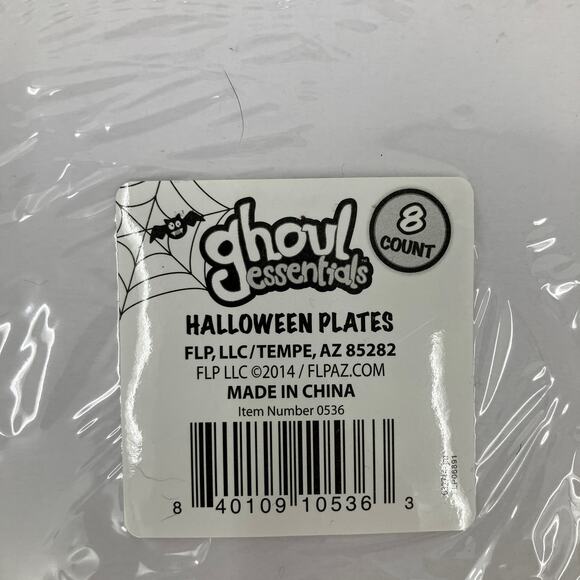 ghoul
essentials
8
COUNT
HALLOWEEN PLATES
FLP, LLC/TEMPE, AZ 85282
FLP LLC ©2014 / FLPAZ.COM
MADE IN CHINA
Item Number 0536
8 40109 10536 3